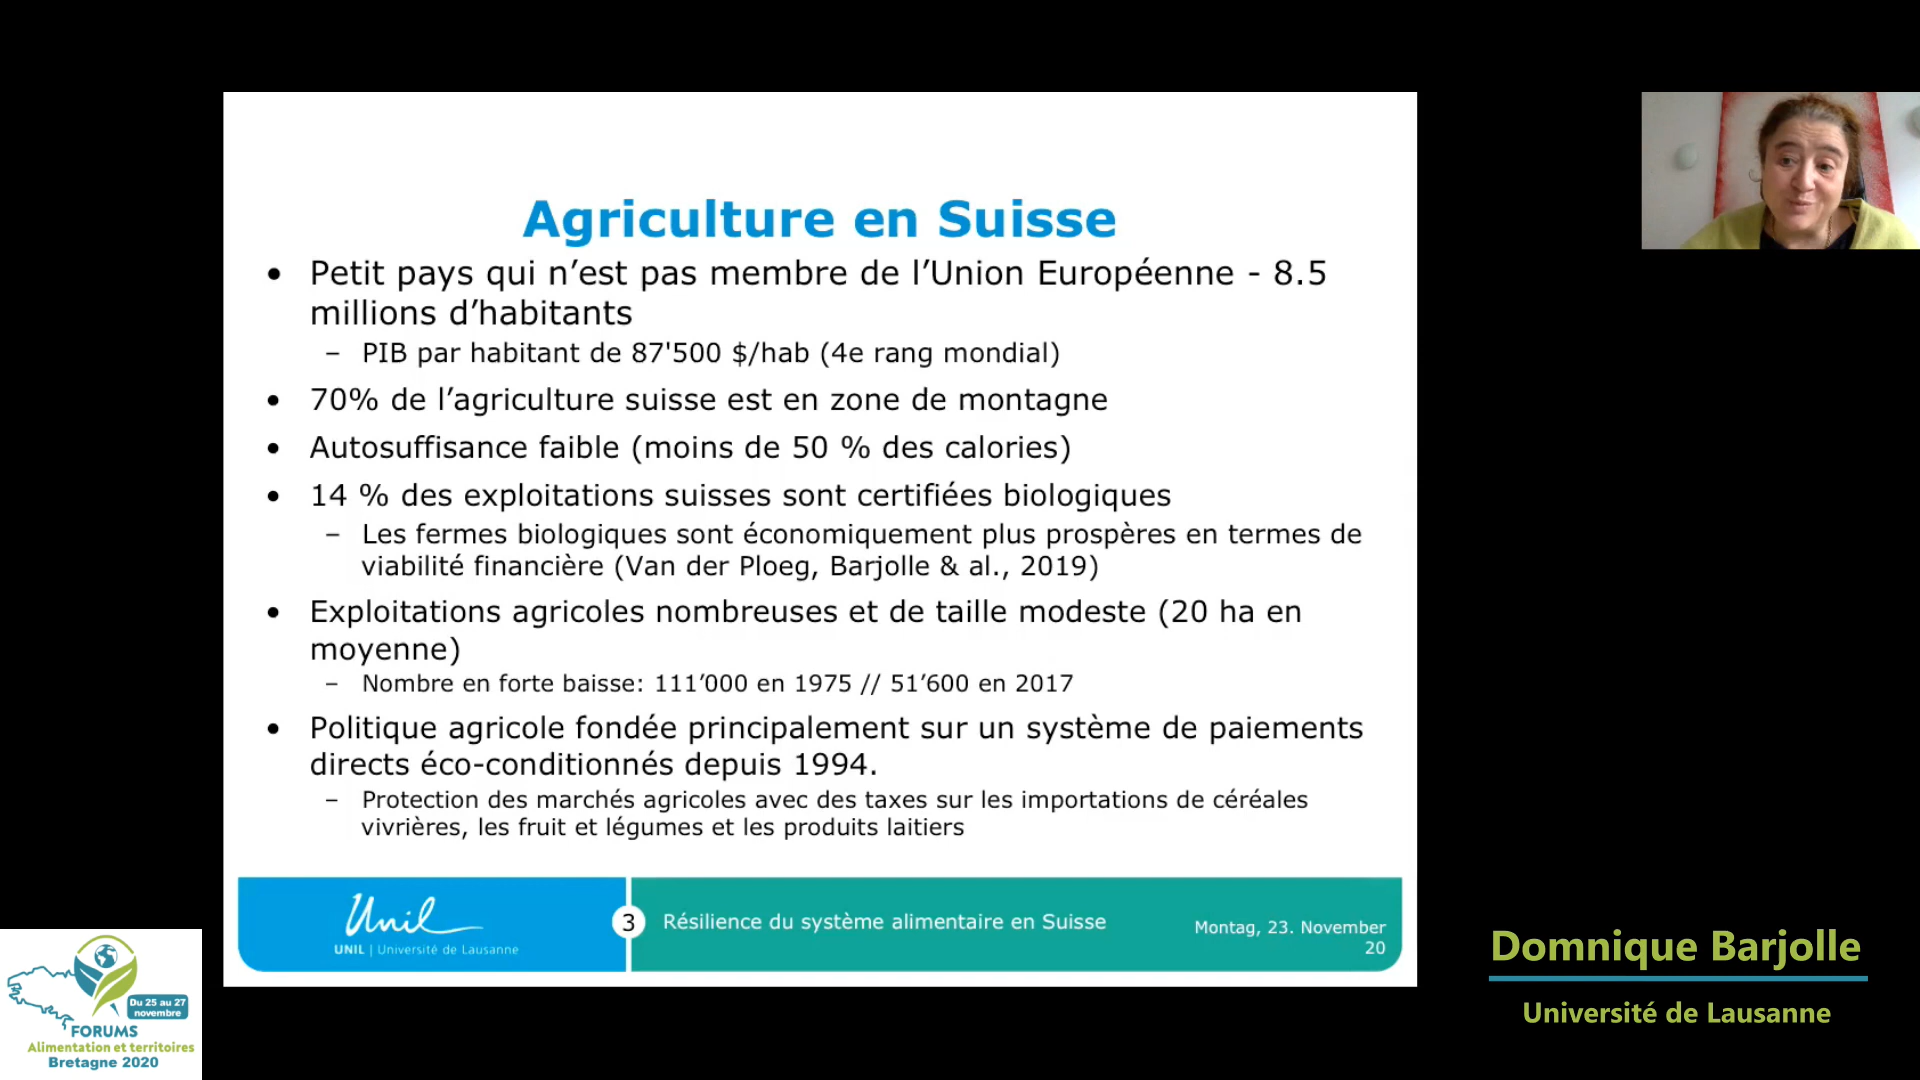 Agriculture en Suisse
• Petit pays qui n’est pas membre de l’Union Européenne - 8.5
millions d’habitants
– PIB par habitant de 87'500 $/hab (4e rang mondial)
• 70% de l’agriculture suisse est en zone de montagne
• Autosuffisance faible (moins de 50 % des calories)
• 14 % des exploitations suisses sont certifiées biologiques
– Les fermes biologiques sont économiquement plus prospères en termes de
viabilité financière (Van der Ploeg, Barjolle & al., 2019)
• Exploitations agricoles nombreuses et de taille modeste (20 ha en
moyenne)
– Nombre en forte baisse: 111’000 en 1975 // 51’600 en 2017
• Politique agricole fondée principalement sur un système de paiements
directs éco-conditionnés depuis 1994.
– Protection des marchés agricoles avec des taxes sur les importations de céréales
vivrières, les fruit et légumes et les produits laitiers
Unil
UNIL | Université de Lausanne
3
Résilience du système alimentaire en Suisse
Montag, 23. November
20
Domnique Barjolle
Université de Lausanne
Du 25 au 27
novembre
FORUMS
Alimentation et territoires
Bretagne 2020